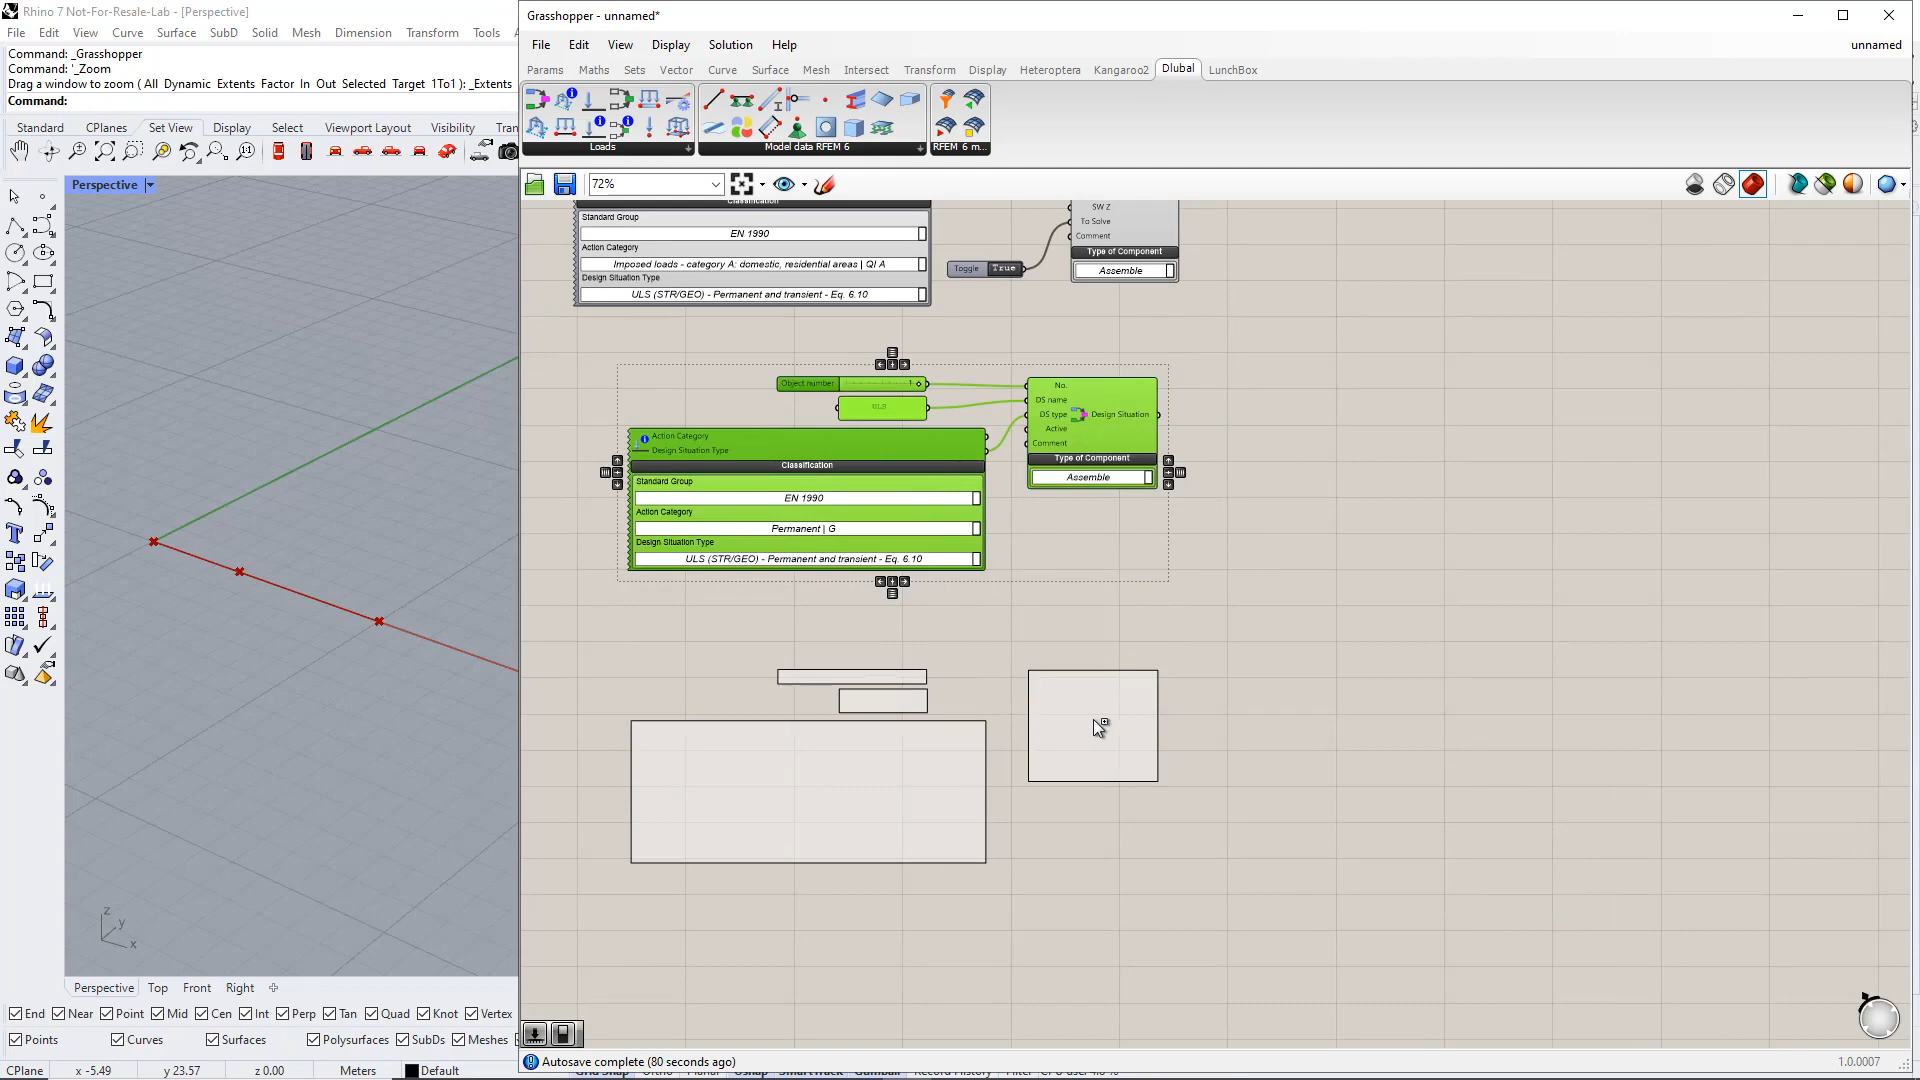 Rhino 7 Not-For-Resale-Lab - [Perspective]
File Edit View Curve Surface SubD Solid Mesh Dimension Transform Tools
Command: _Grasshopper
Command: '_Zoom
Drag a window to zoom ( All Dynamic Extents Factor In Out Selected Target 1To1 ): _Extents
Command:
Standard CPlanes Set View Display Select Viewport Layout Visibility Tran
Perspective
z
y
x
Perspective Top Front Right
End Near Point Mid Cen Int Perp Tan Quad Knot Vertex
Points Curves Surfaces Polysurfaces SubDs Meshes
CPlane x -5.49 y 23.57 z 0.00 Meters Default
Grasshopper - unnamed*
File Edit View Display Solution Help unnamed
Params Maths Sets Vector Curve Surface Mesh Intersect Transform Display Heteroptera Kangaroo2 Dlubal LunchBox
Loads Model data RFEM 6 RFEM 6 m...
72%
Classification
Standard Group
EN 1990
Action Category
Imposed loads - category A: domestic, residential areas | QI A
Design Situation Type
ULS (STR/GEO) - Permanent and transient - Eq. 6.10
Toggle True
SW Z
To Solve
Comment
Type of Component
Assemble
Object number 1
ULS
Action Category
Design Situation Type
Classification
Standard Group
EN 1990
Action Category
Permanent | G
Design Situation Type
ULS (STR/GEO) - Permanent and transient - Eq. 6.10
No.
DS name
DS type Design Situation
Active
Comment
Type of Component
Assemble
Autosave complete (80 seconds ago) 1.0.0007